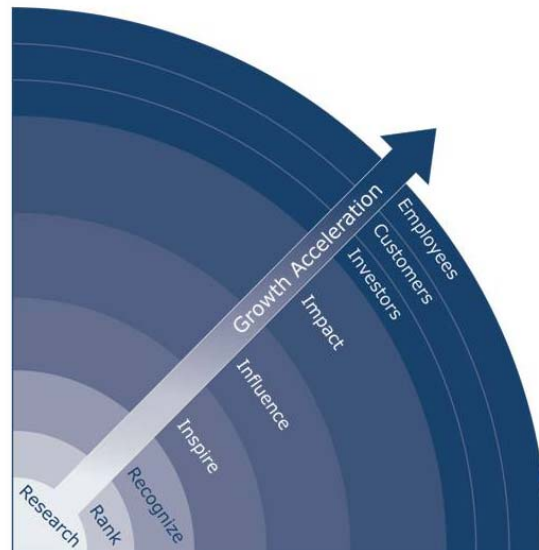 Growth Acceleration
Employees
Customers
Investors
Impact
Influence
Inspire
Recognize
Rank
Research